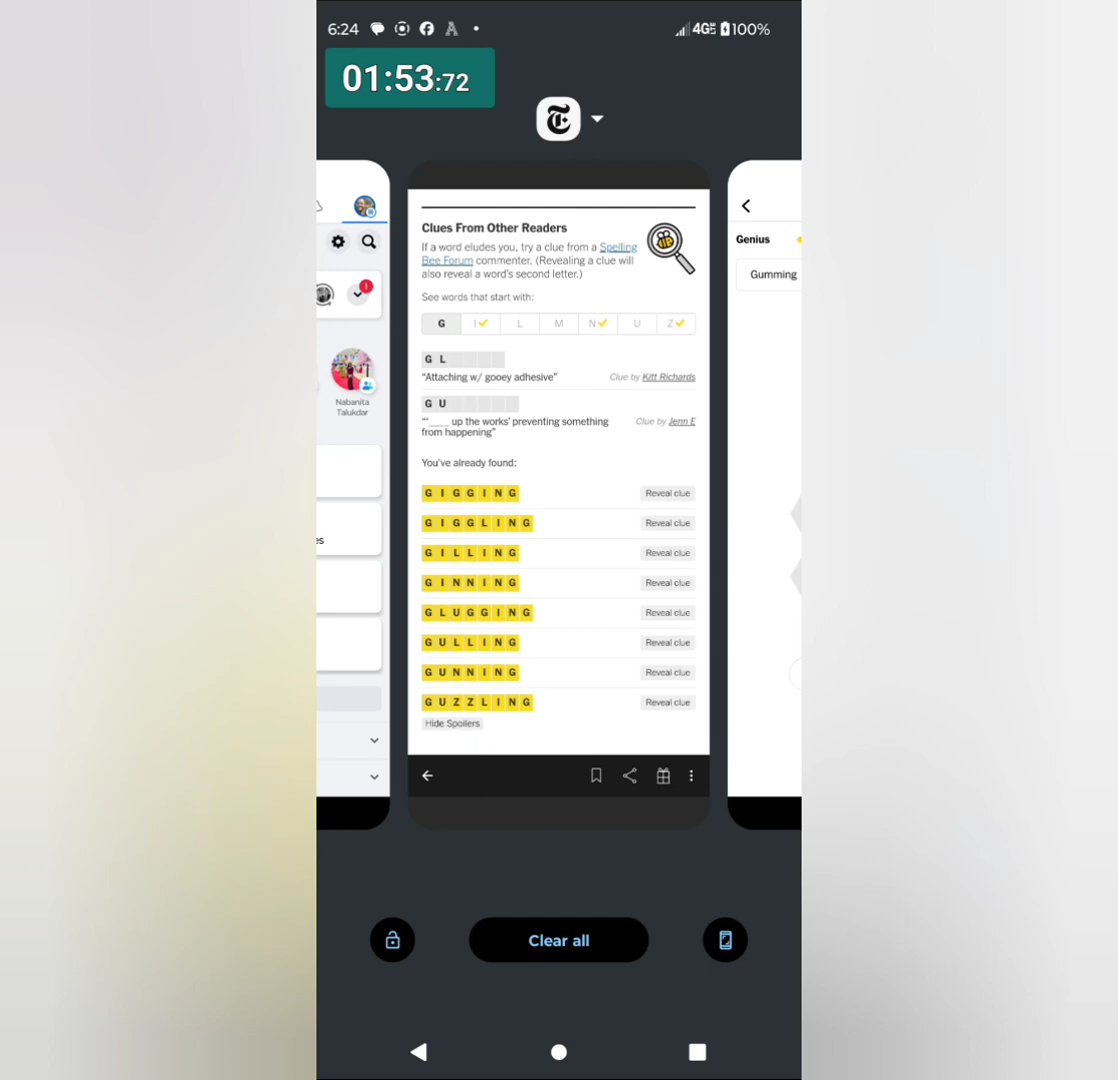 6:24
4G
100%
01:53:72
Clues From Other Readers
If a word eludes you, try a clue from a Spelling
Bee Forum commenter. (Revealing a clue will
also reveal a word's second letter.)
See words that start with:
G I L M N U Z
G L
“Attaching w/ gooey adhesive” Clue by Kitt Richards
G U
“‘____ up the works’ preventing something
from happening” Clue by Jenn E
You've already found:
GIGGING Reveal clue
GIGGLING Reveal clue
GILLING Reveal clue
GINNING Reveal clue
GLUGGING Reveal clue
GULLING Reveal clue
GUNNING Reveal clue
GUZZLING Reveal clue
Hide Spoilers
1
Nabanita
Talukdar
es
Genius
Gumming
Clear all